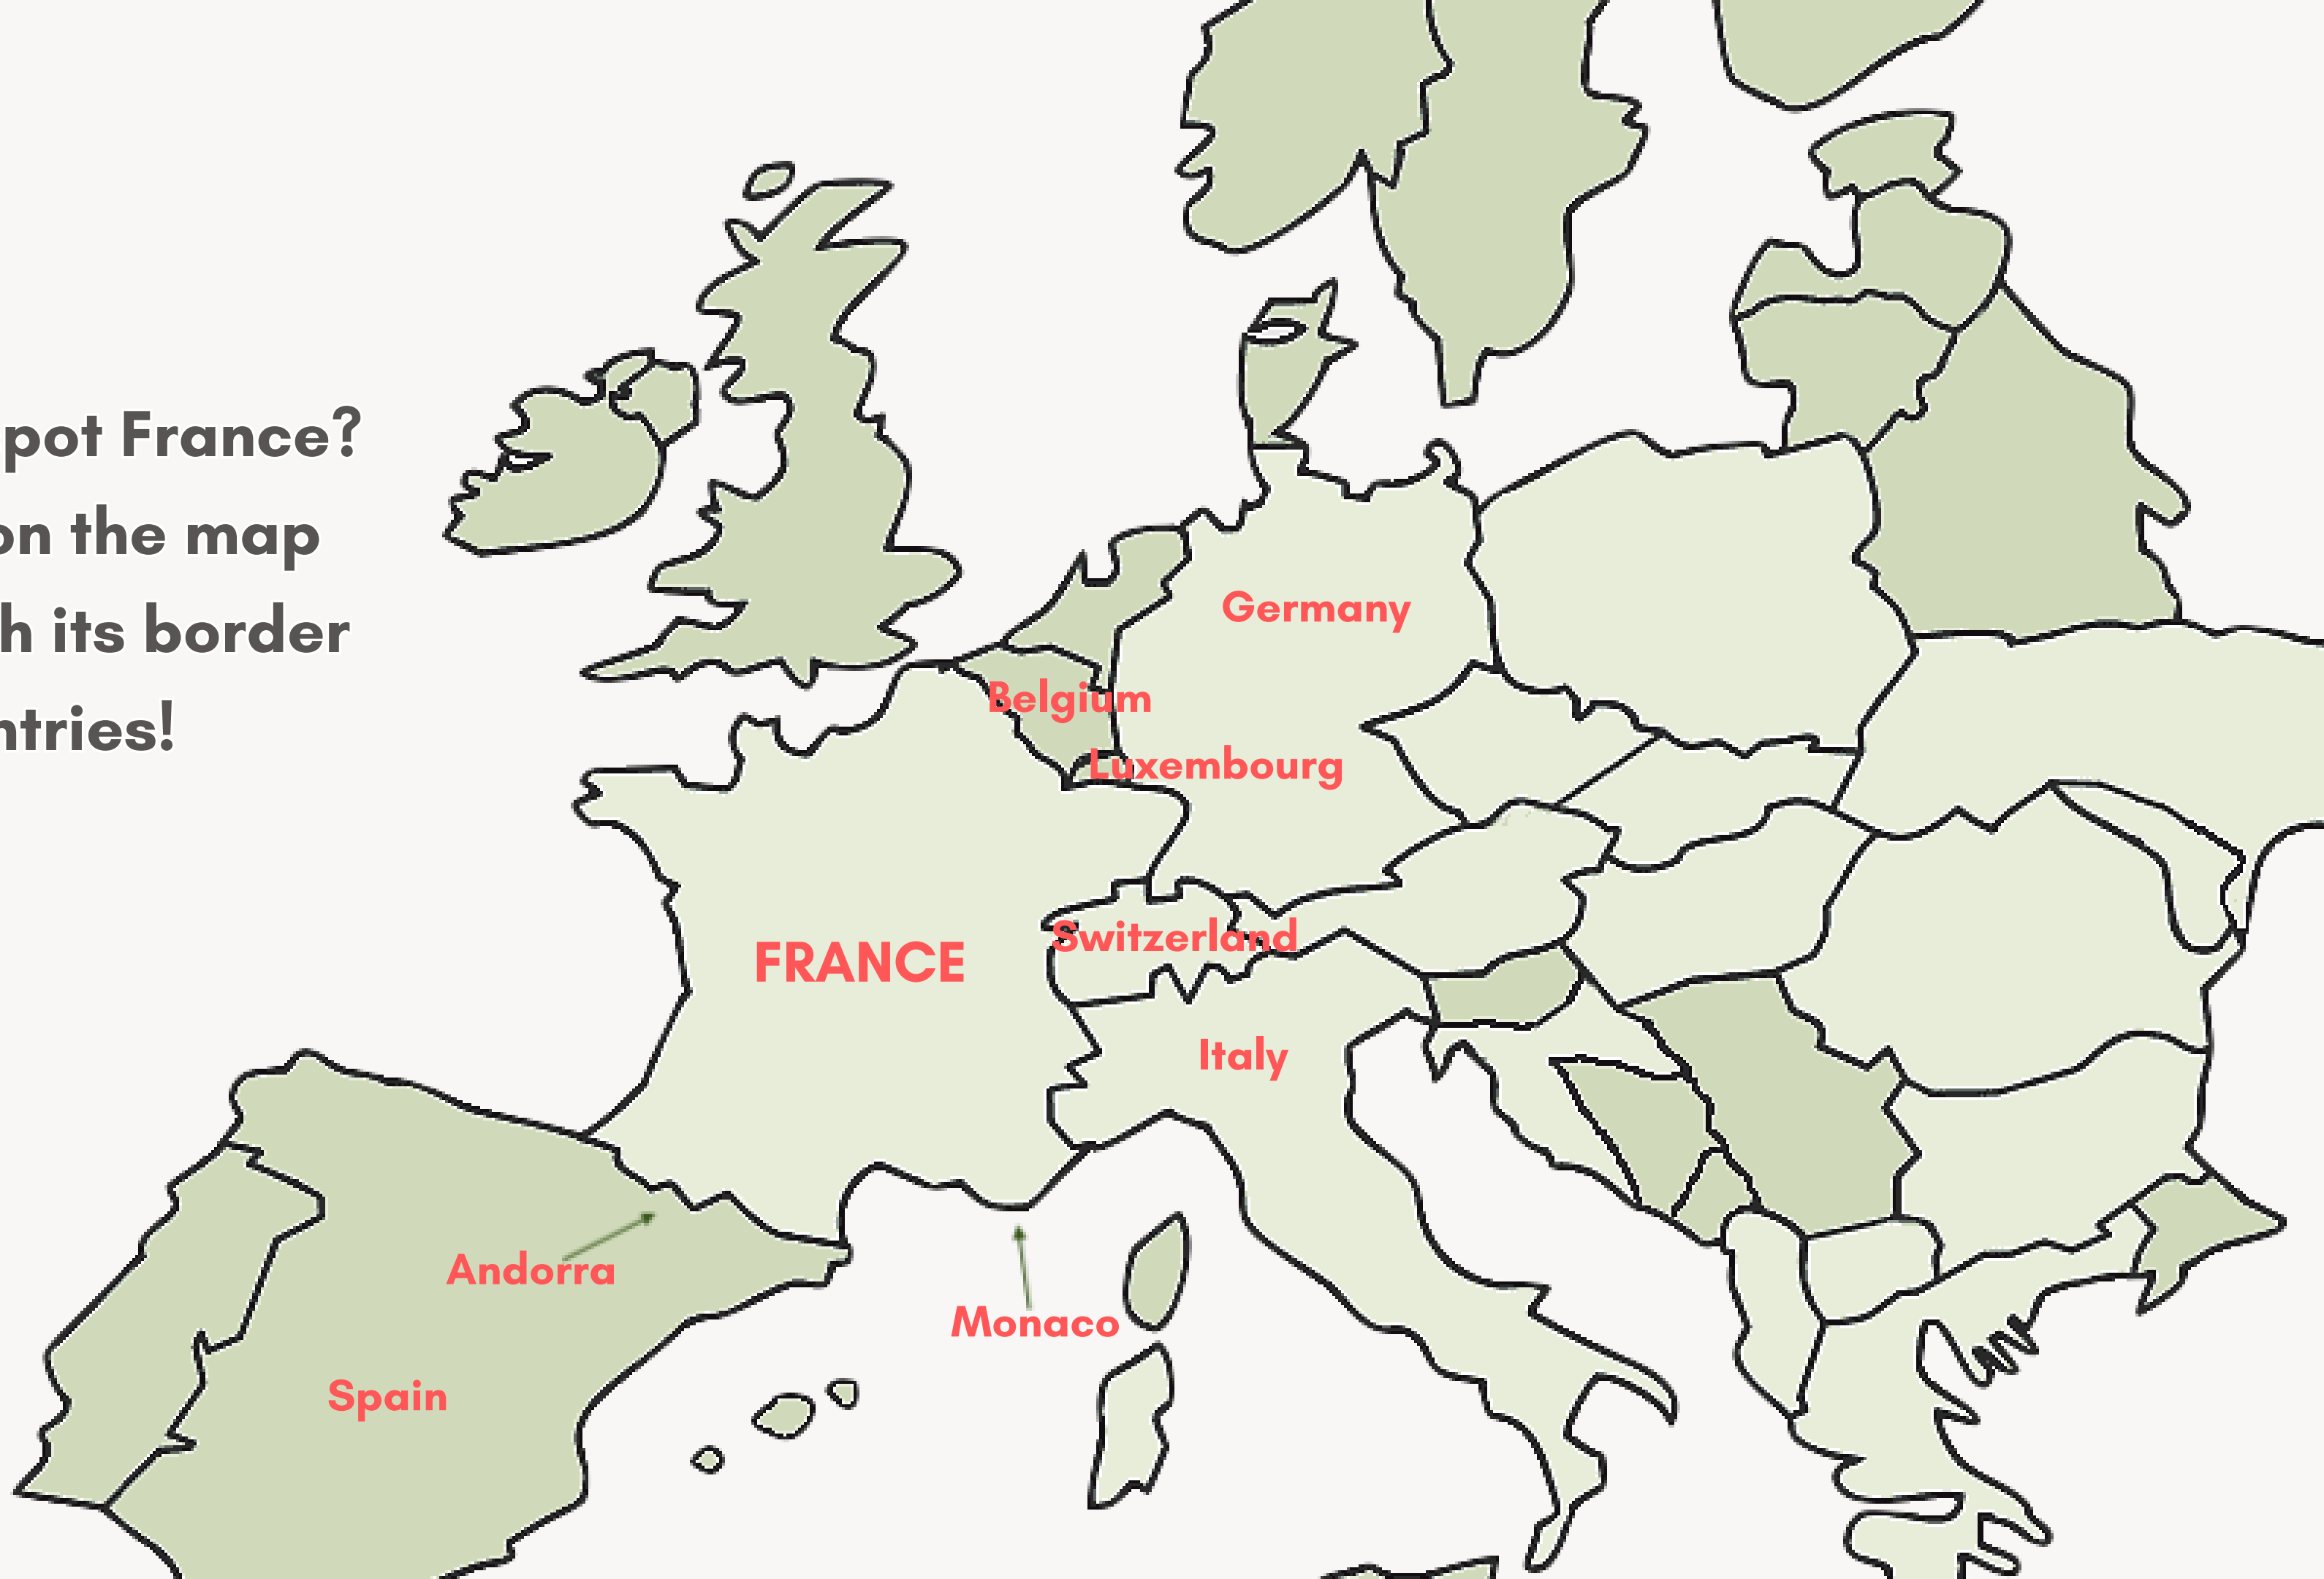 pot France?
on the map
h its border
ntries!
Germany
Belgium
Luxembourg
Switzerland
FRANCE
Italy
Andorra
Monaco
Spain